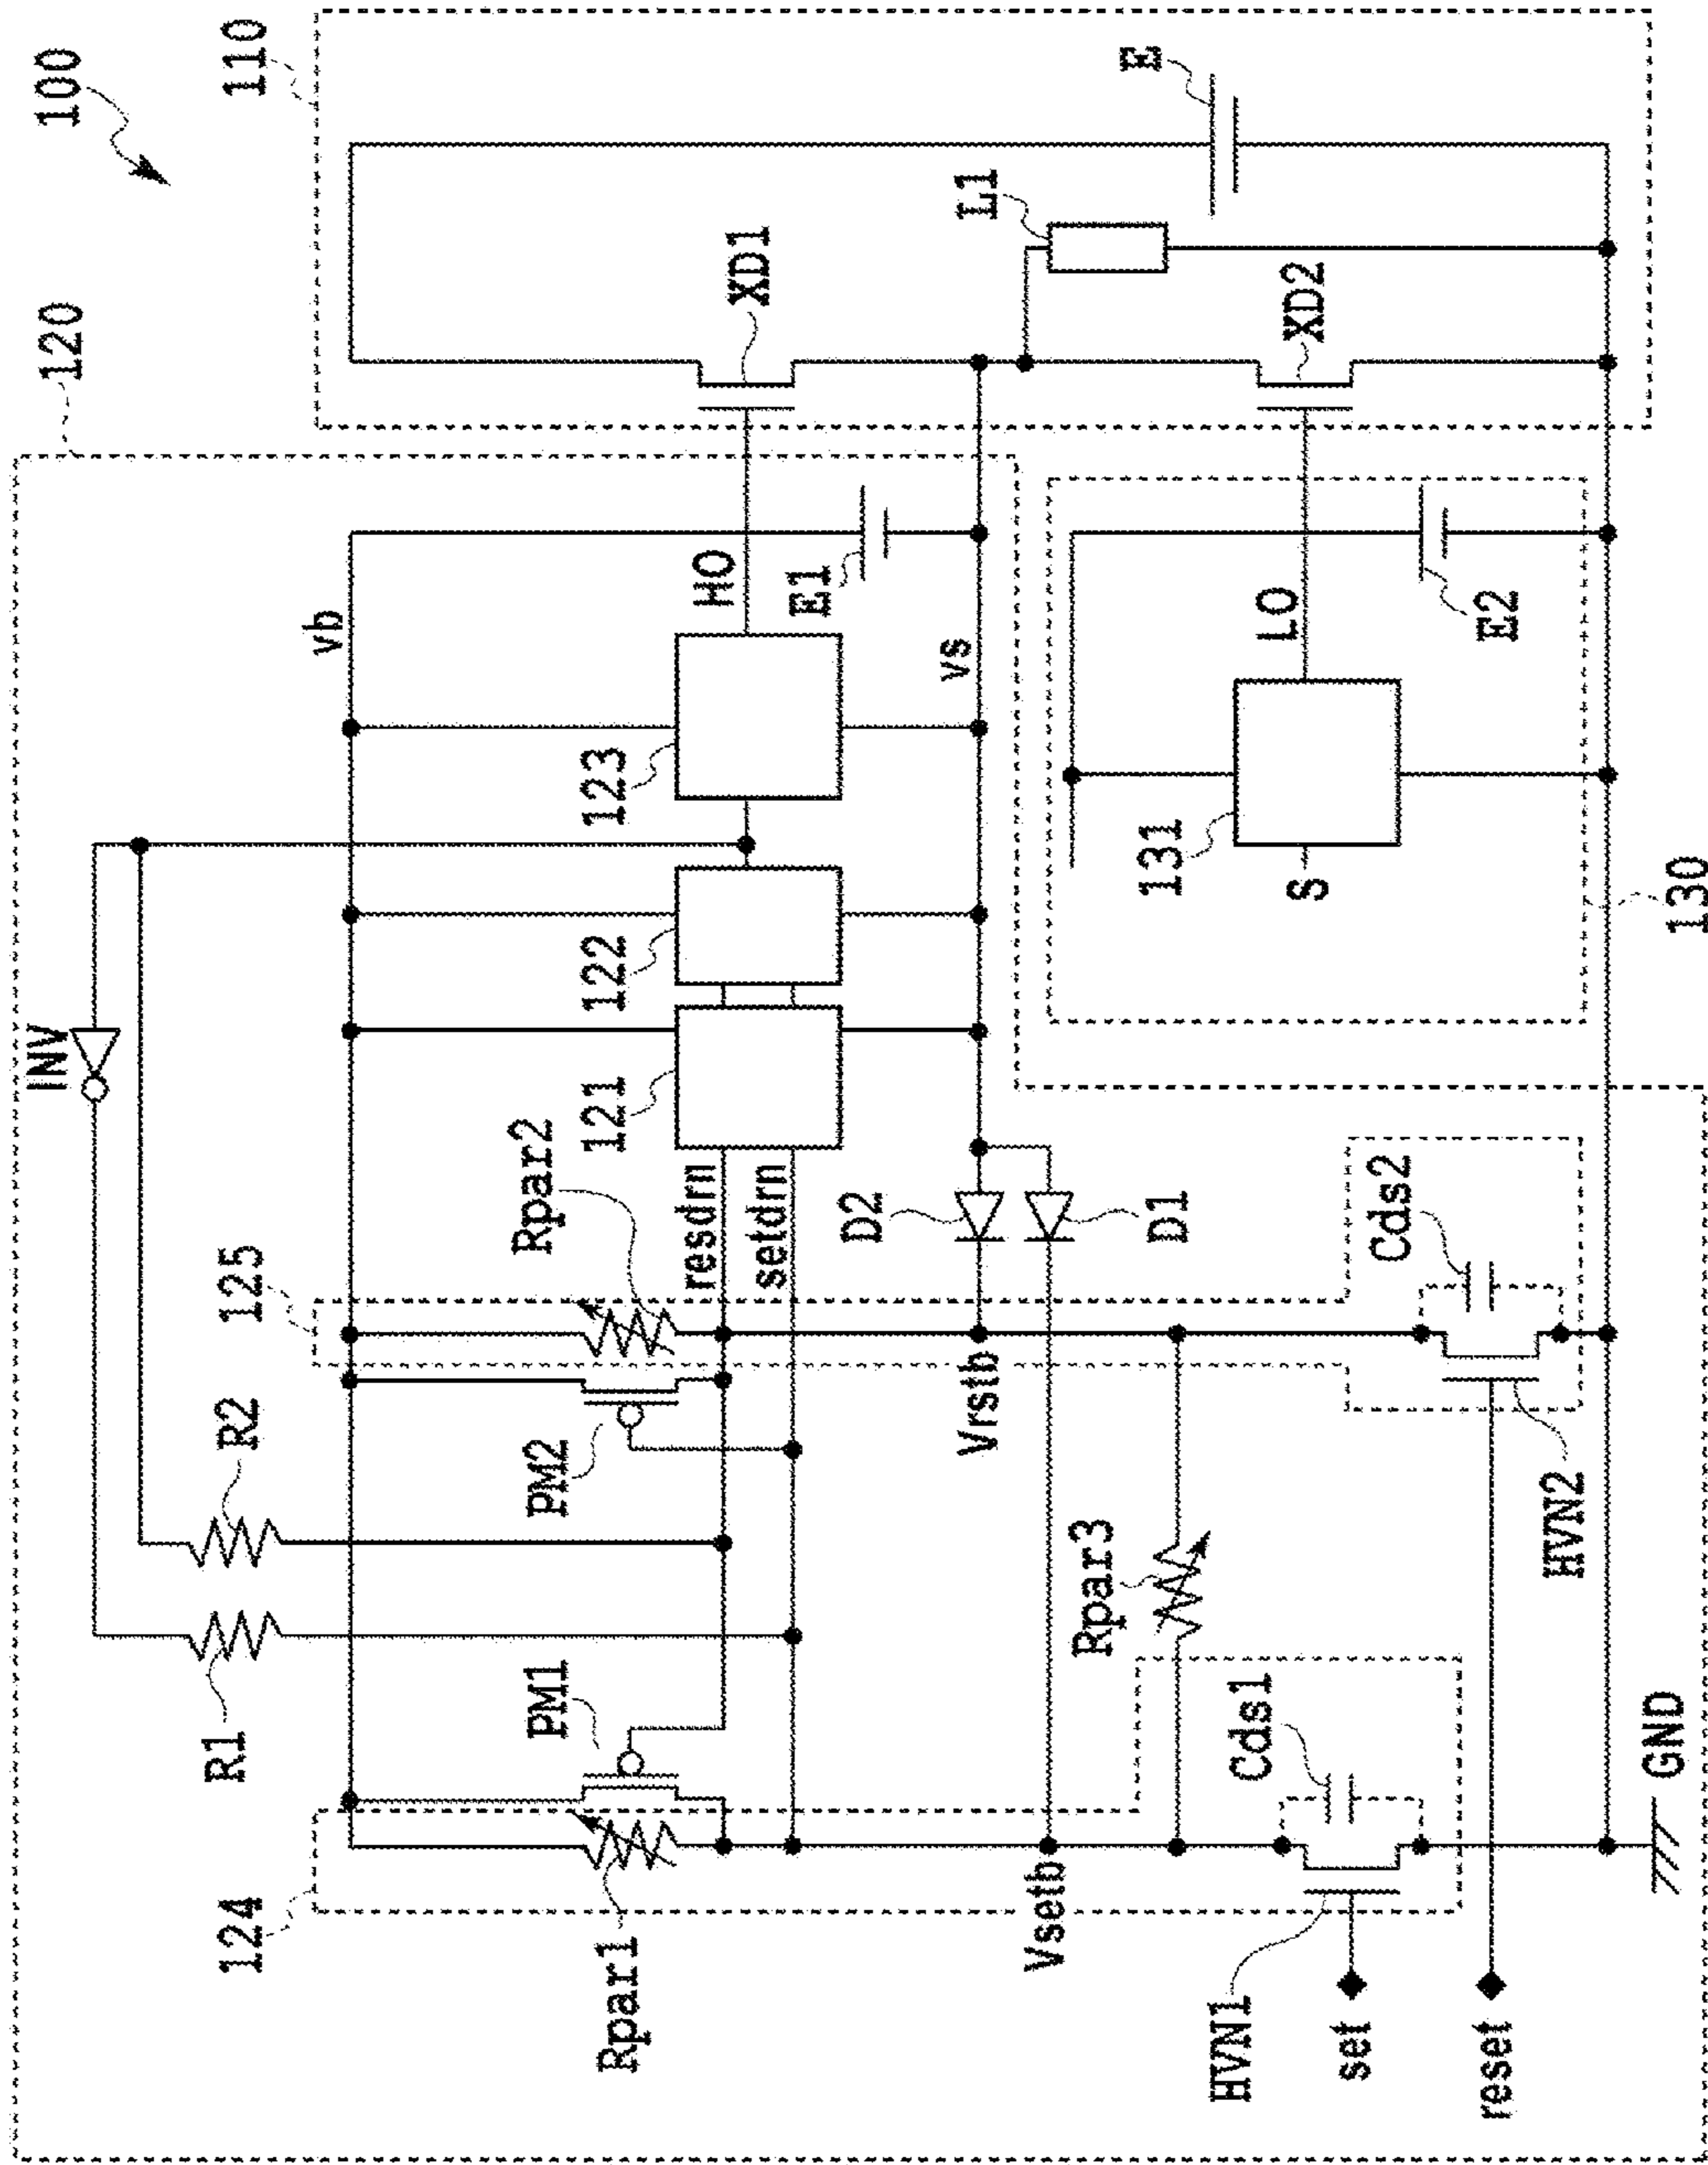 100
110
120
E
L1
XD1
XD2
vb
HO
E1
vs
LO
E2
123
122
121
131
S
130
INV
Rpar2
resdrn
setdrn
D2
D1
125
Cds2
R2
PM2
Vrstb
HVN2
R1
PM1
Rpar3
Cds1
GND
124
Rpar1
Vsetb
HVN1
set
reset